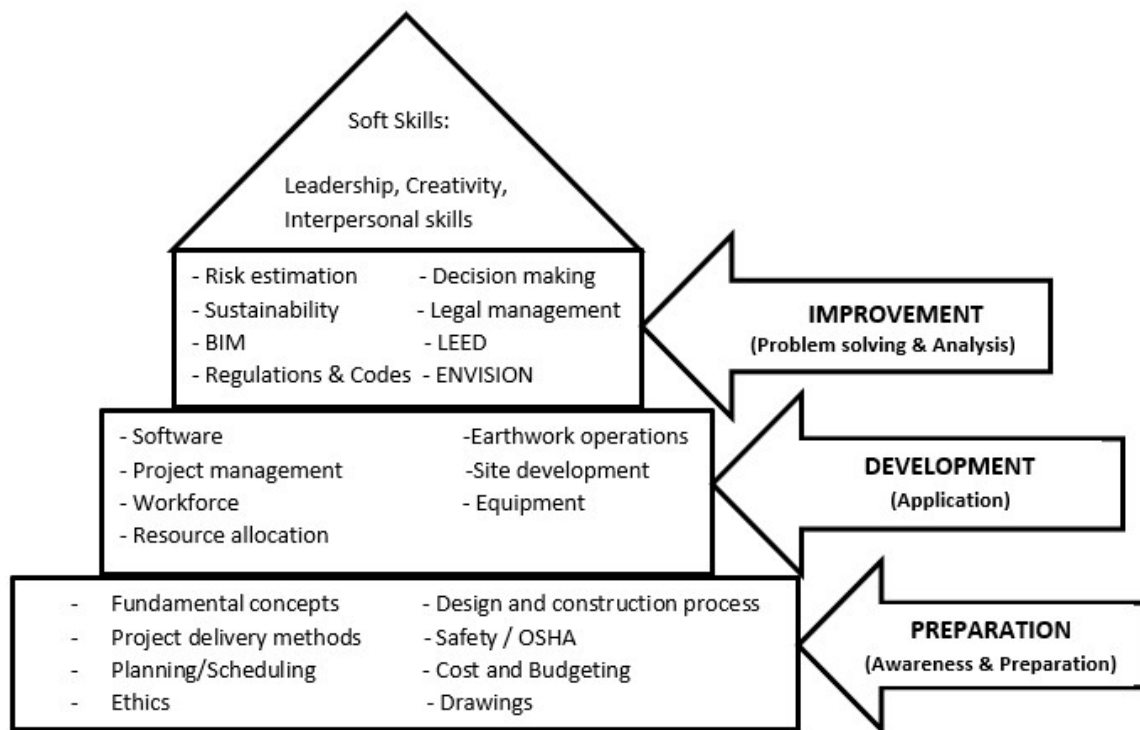 Soft Skills:
Leadership, Creativity,
Interpersonal skills
- Risk estimation - Decision making
- Sustainability - Legal management
- BIM - LEED
- Regulations & Codes - ENVISION
IMPROVEMENT
(Problem solving & Analysis)
- Software -Earthwork operations
- Project management -Site development
- Workforce - Equipment
- Resource allocation
DEVELOPMENT
(Application)
- Fundamental concepts - Design and construction process
- Project delivery methods - Safety / OSHA
- Planning/Scheduling - Cost and Budgeting
- Ethics - Drawings
PREPARATION
(Awareness & Preparation)